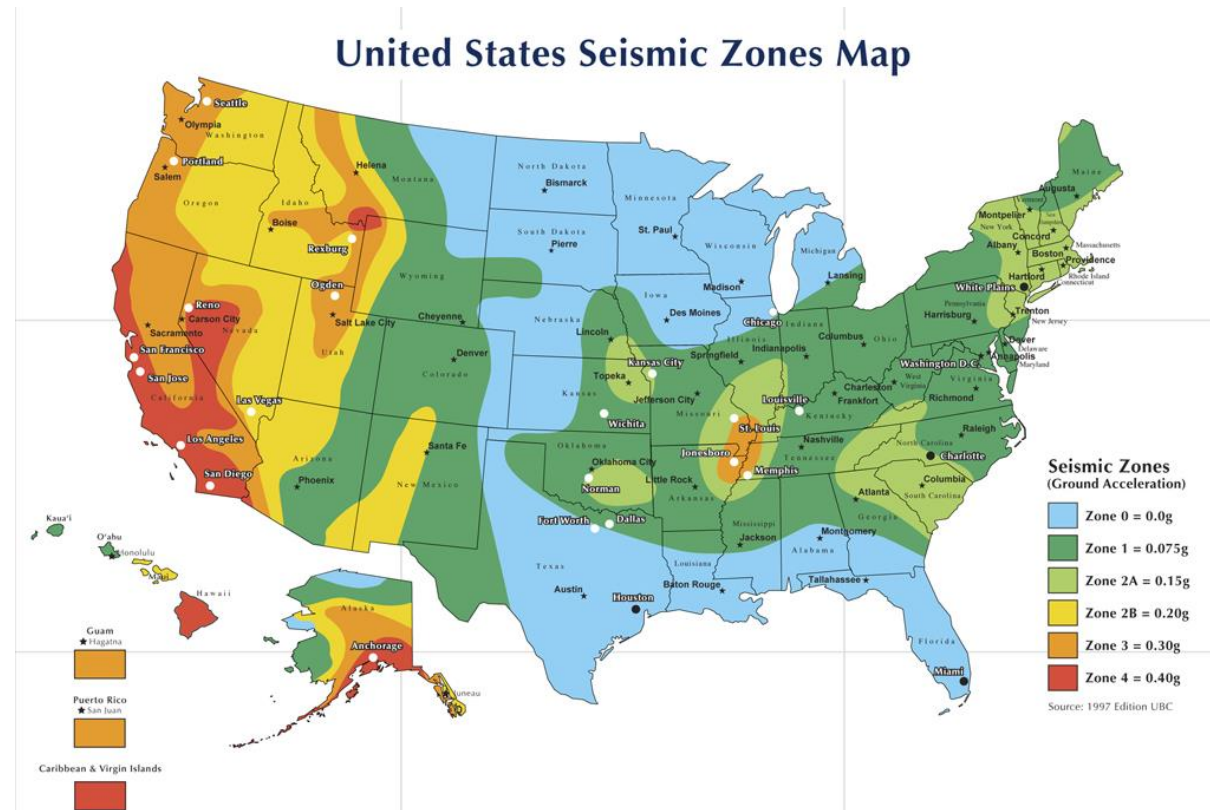 United States Seismic Zones Map
Seattle
Olympia
Washington
Portland
Salem
Oregon
Helena
Montana
Idaho
Boise
Rexburg
North Dakota
Bismarck
Minnesota
South Dakota
St. Paul
Pierre
Wisconsin
Michigan
Madison
Lansing
Maine
Augusta
Vermont
Montpelier
New York
Concord
Albany
Massachusetts
Boston
Providence
Rhode Island
Hartford
Connecticut
White Plains
Wyoming
Ogden
Reno
Carson City
Nevada
Sacramento
Salt Lake City
Utah
Cheyenne
Nebraska
Iowa
Des Moines
Lincoln
Chicago
Illinois
Indiana
Springfield
Indianapolis
Columbus
Ohio
Pennsylvania
Harrisburg
Trenton
New Jersey
Dover
Delaware
Annapolis
Maryland
Washington D.C.
San Francisco
San Jose
California
Las Vegas
Denver
Colorado
Kansas City
Topeka
Kansas
Jefferson City
Missouri
Wichita
St. Louis
Louisville
Kentucky
Frankfort
Charleston
West
Virginia
Virginia
Richmond
Los Angeles
San Diego
Arizona
Phoenix
Santa Fe
New Mexico
Oklahoma
Oklahoma City
Norman
Jonesboro
Memphis
Little Rock
Arkansas
Nashville
Tennessee
Raleigh
North Carolina
Charlotte
Columbia
South Carolina
Atlanta
Georgia
Fort Worth
Dallas
Mississippi
Jackson
Montgomery
Alabama
Texas
Louisiana
Austin
Houston
Baton Rouge
Tallahassee
Florida
Miami
Kaua'i
O'ahu
Honolulu
Maui
Hawaii
Alaska
Anchorage
Juneau
Guam
Hagatna
Puerto Rico
San Juan
Caribbean & Virgin Islands
Seismic Zones
(Ground Acceleration)
Zone 0 = 0.0g
Zone 1 = 0.075g
Zone 2A = 0.15g
Zone 2B = 0.20g
Zone 3 = 0.30g
Zone 4 = 0.40g
Source: 1997 Edition UBC